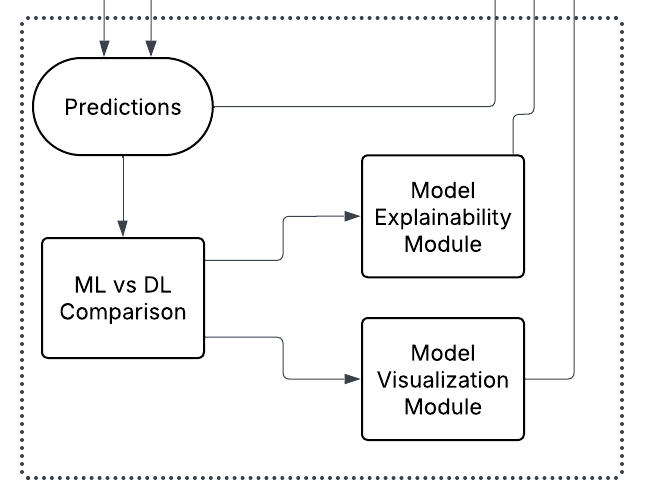 Predictions
ML vs DL
Comparison
Model
Explainability
Module
Model
Visualization
Module